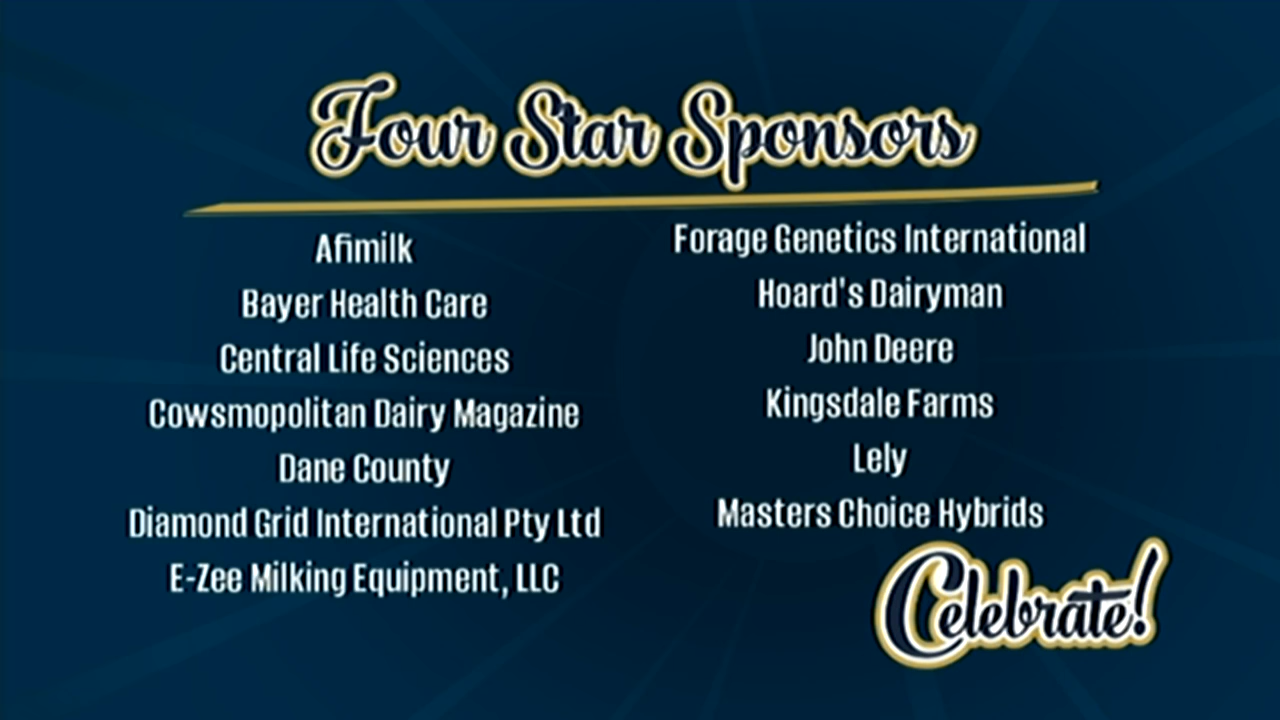 Four Star Sponsors
Afimilk
Bayer Health Care
Central Life Sciences
Cowsmopolitan Dairy Magazine
Dane County
Diamond Grid International Pty Ltd
E-Zee Milking Equipment, LLC
Forage Genetics International
Hoard's Dairyman
John Deere
Kingsdale Farms
Lely
Masters Choice Hybrids
Celebrate!